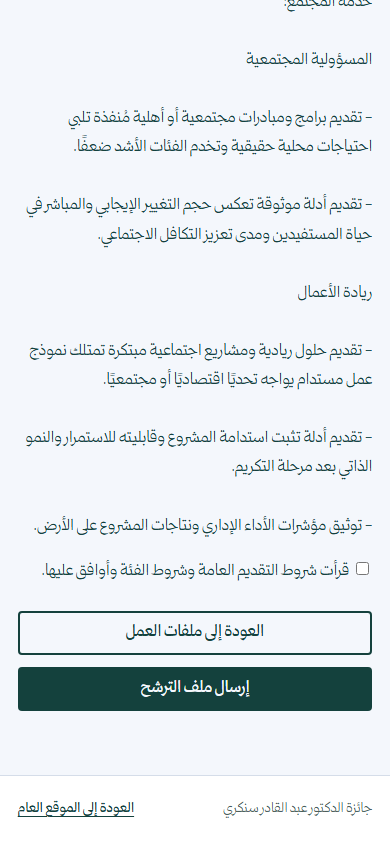 خدمة المجتمع.
المسؤولية المجتمعية
- تقديم برامج ومبادرات مجتمعية أو أهلية مُنفذة تلبي
احتياجات محلية حقيقية وتخدم الفئات الأشد ضعفًا.
- تقديم أدلة موثوقة تعكس حجم التغيير الإيجابي والمباشر في
حياة المستفيدين ومدى تعزيز التكافل الاجتماعي.
ريادة الأعمال
- تقديم حلول ريادية ومشاريع اجتماعية مبتكرة تمتلك نموذج
عمل مستدام يواجه تحديًا اقتصاديًا أو مجتمعيًا.
- تقديم أدلة تثبت استدامة المشروع وقابليته للاستمرار والنمو
الذاتي بعد مرحلة التكريم.
- توثيق مؤشرات الأداء الإداري ونتاجات المشروع على الأرض.
قرأت شروط التقديم العامة وشروط الفئة وأوافق عليها.
العودة إلى ملفات العمل
إرسال ملف الترشح
جائزة الدكتور عبد القادر سنكري
العودة إلى الموقع العام